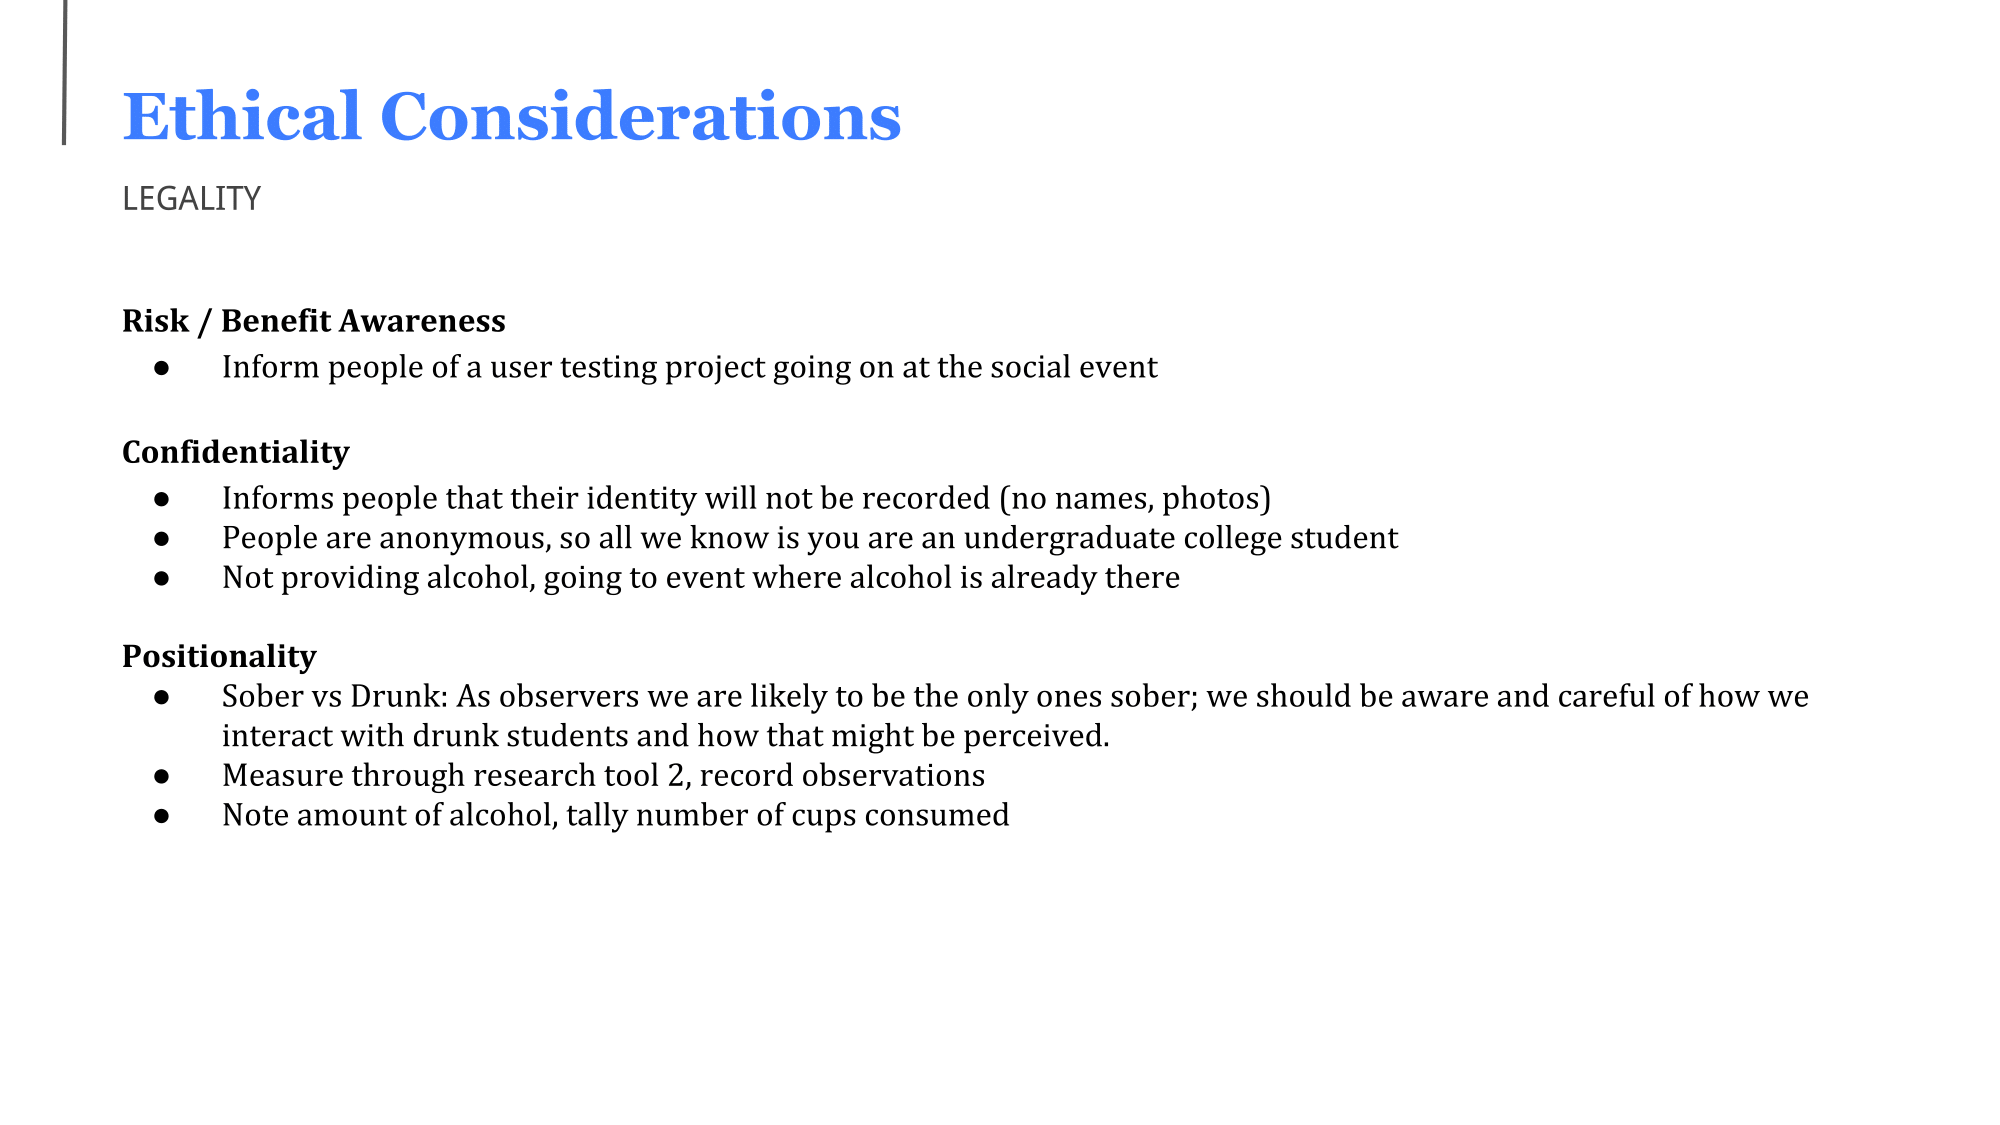 Ethical Considerations
LEGALITY
Risk / Benefit Awareness
● Inform people of a user testing project going on at the social event
Confidentiality
● Informs people that their identity will not be recorded (no names, photos)
● People are anonymous, so all we know is you are an undergraduate college student
● Not providing alcohol, going to event where alcohol is already there
Positionality
● Sober vs Drunk: As observers we are likely to be the only ones sober; we should be aware and careful of how we
interact with drunk students and how that might be perceived.
● Measure through research tool 2, record observations
● Note amount of alcohol, tally number of cups consumed